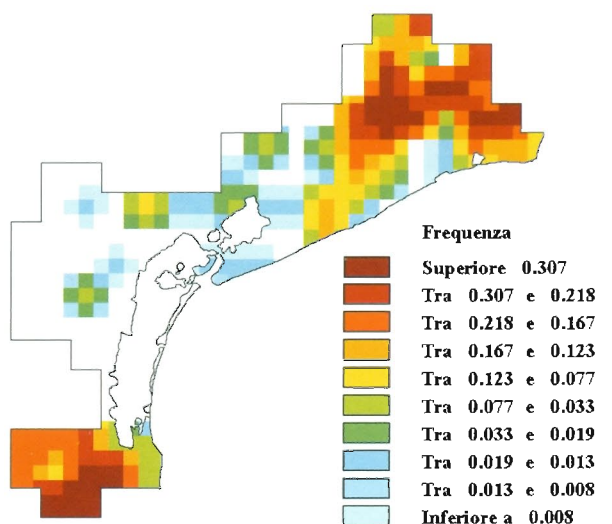 Frequenza
Superiore 0.307
Tra 0.307 e 0.218
Tra 0.218 e 0.167
Tra 0.167 e 0.123
Tra 0.123 e 0.077
Tra 0.077 e 0.033
Tra 0.033 e 0.019
Tra 0.019 e 0.013
Tra 0.013 e 0.008
Inferiore a 0.008